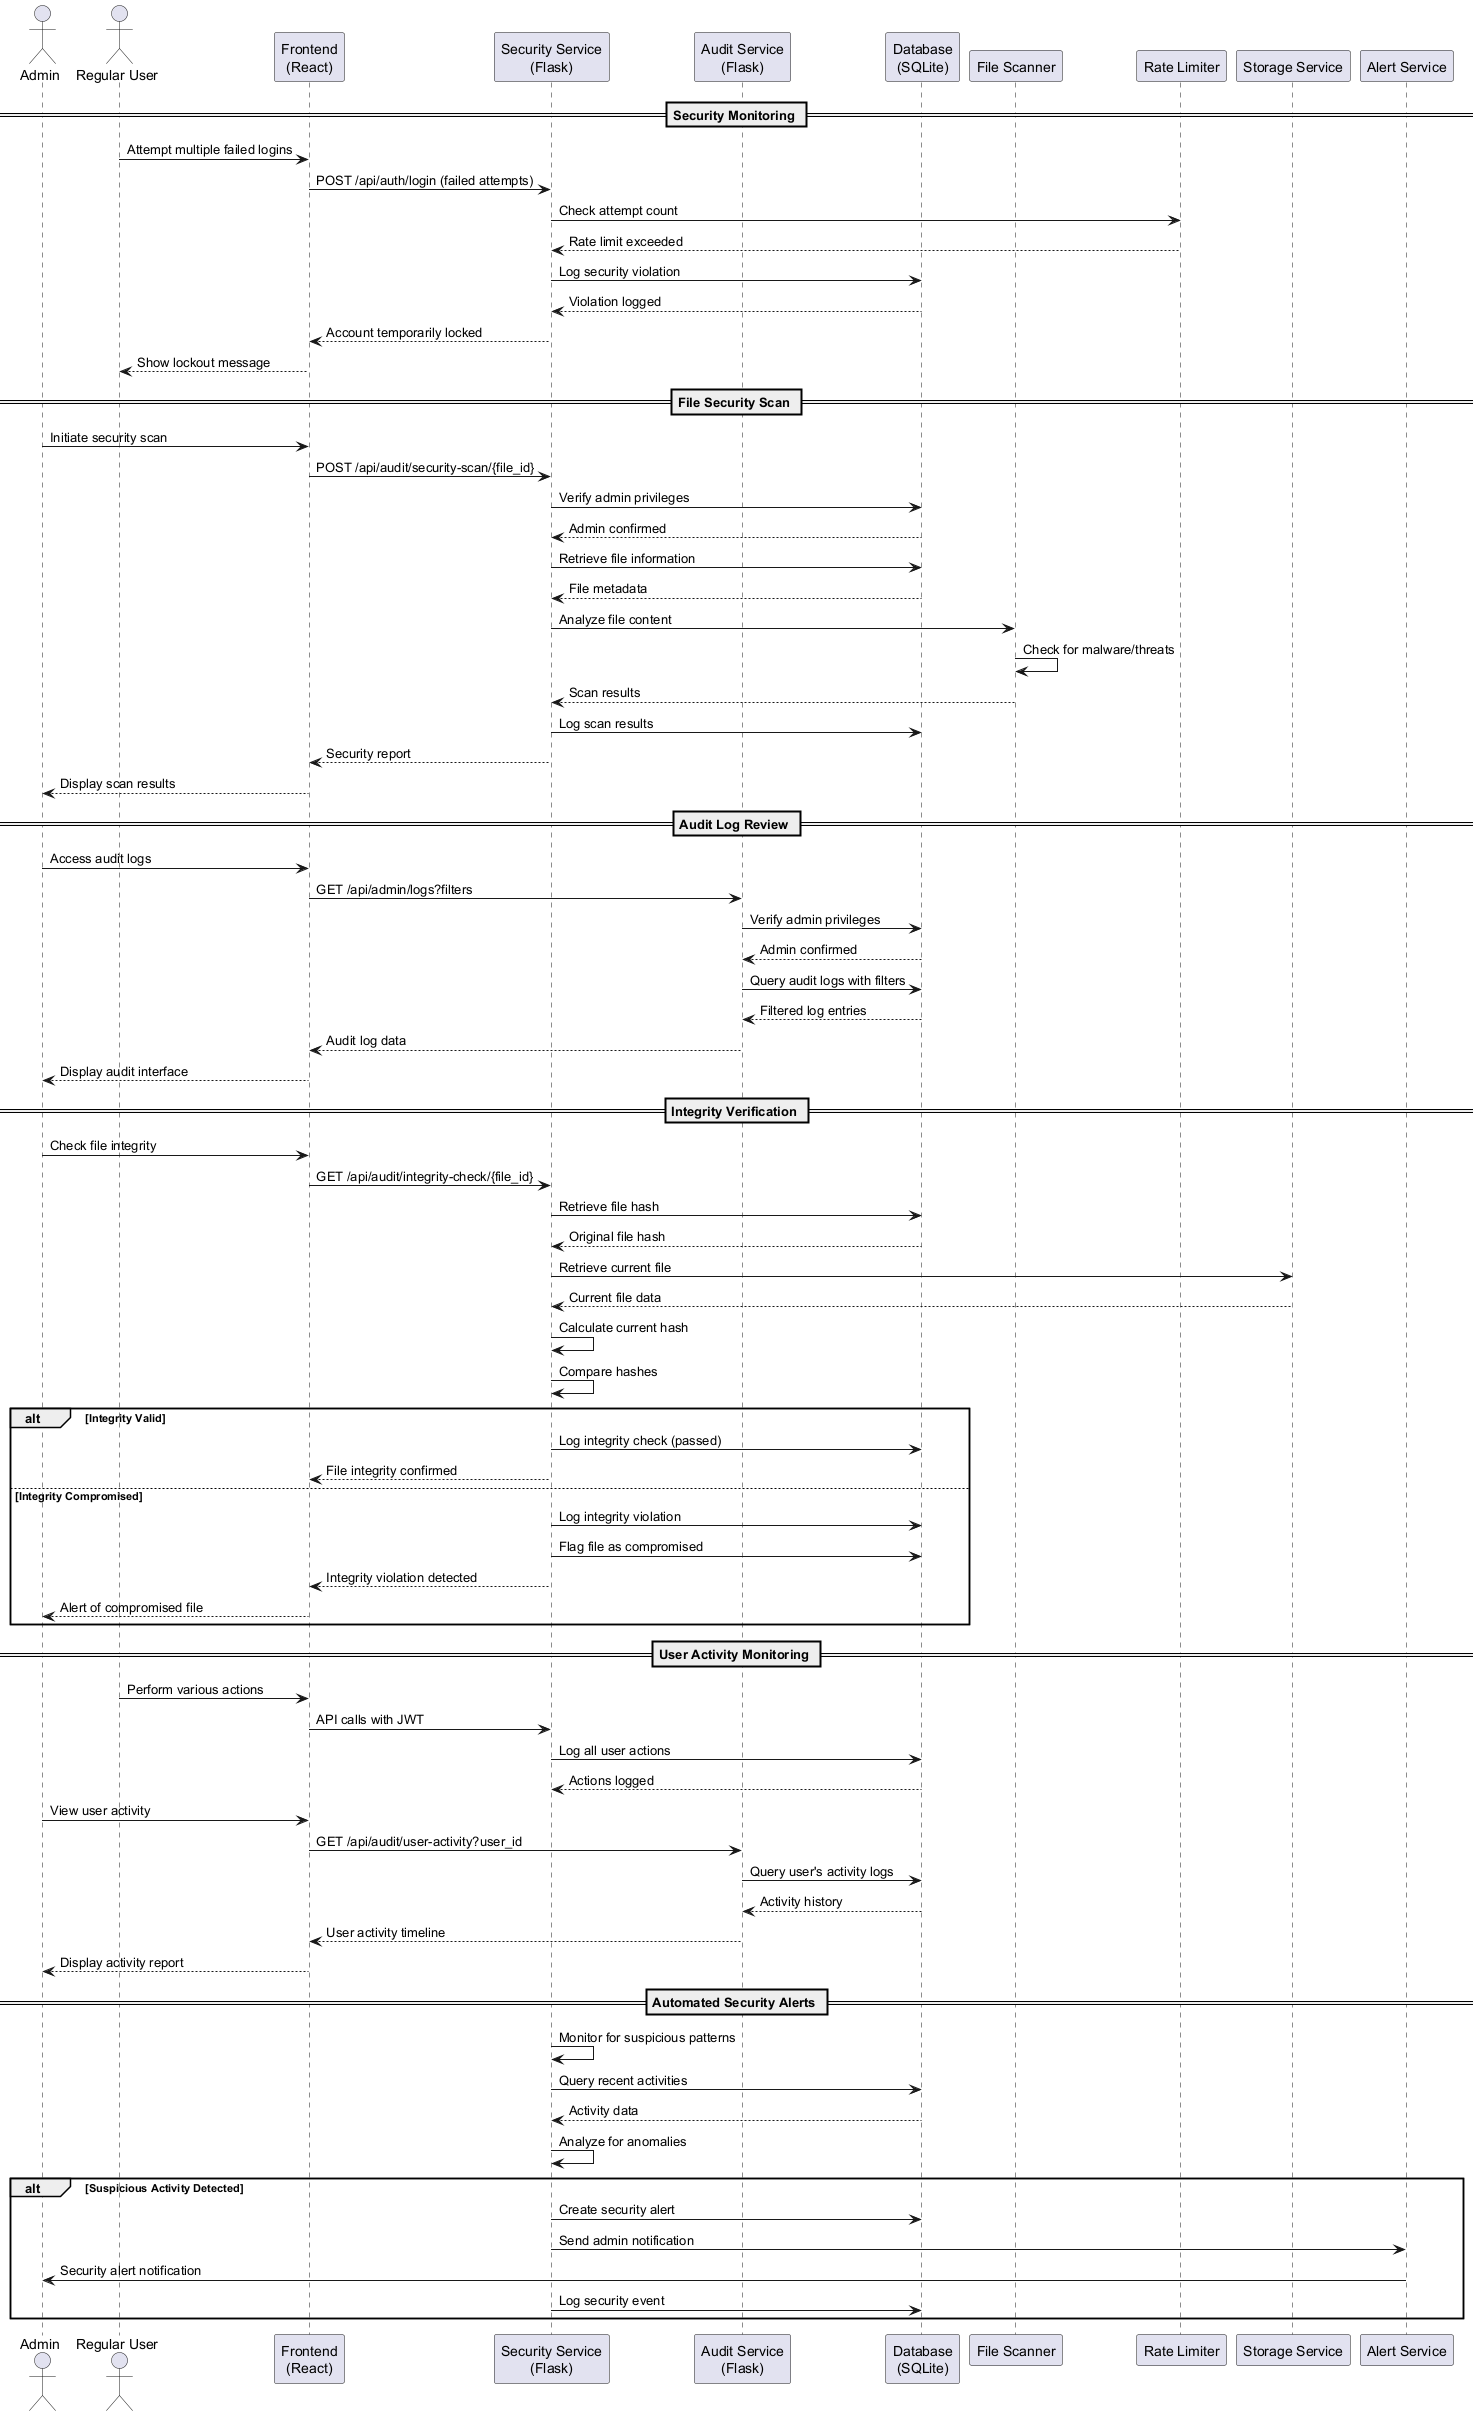 Admin
Regular User
Frontend
(React)
Security Service
(Flask)
Audit Service
(Flask)
Database
(SQLite)
File Scanner
Rate Limiter
Storage Service
Alert Service
Security Monitoring
Attempt multiple failed logins
POST /api/auth/login (failed attempts)
Check attempt count
Rate limit exceeded
Log security violation
Violation logged
Account temporarily locked
Show lockout message
File Security Scan
Initiate security scan
POST /api/audit/security-scan/{file_id}
Verify admin privileges
Admin confirmed
Retrieve file information
File metadata
Analyze file content
Check for malware/threats
Scan results
Log scan results
Security report
Display scan results
Audit Log Review
Access audit logs
GET /api/admin/logs?filters
Verify admin privileges
Admin confirmed
Query audit logs with filters
Filtered log entries
Audit log data
Display audit interface
Integrity Verification
Check file integrity
GET /api/audit/integrity-check/{file_id}
Retrieve file hash
Original file hash
Retrieve current file
Current file data
Calculate current hash
Compare hashes
alt [Integrity Valid]
Log integrity check (passed)
File integrity confirmed
[Integrity Compromised]
Log integrity violation
Flag file as compromised
Integrity violation detected
Alert of compromised file
User Activity Monitoring
Perform various actions
API calls with JWT
Log all user actions
Actions logged
View user activity
GET /api/audit/user-activity?user_id
Query user's activity logs
Activity history
User activity timeline
Display activity report
Automated Security Alerts
Monitor for suspicious patterns
Query recent activities
Activity data
Analyze for anomalies
alt [Suspicious Activity Detected]
Create security alert
Send admin notification
Security alert notification
Log security event
Admin
Regular User
Frontend
(React)
Security Service
(Flask)
Audit Service
(Flask)
Database
(SQLite)
File Scanner
Rate Limiter
Storage Service
Alert Service